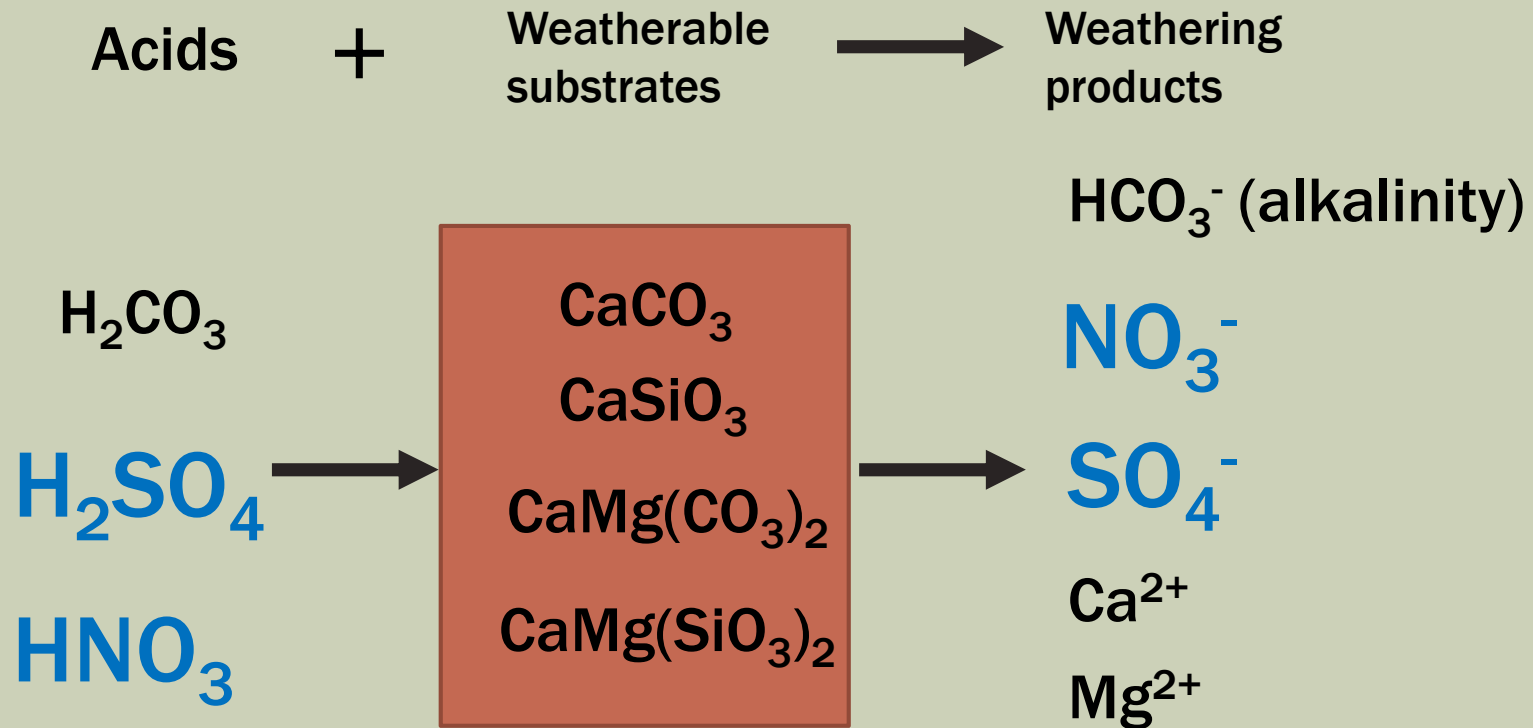 Acids + Weatherable substrates → Weathering products
HCO₃⁻ (alkalinity)
H₂CO₃
CaCO₃
NO₃⁻
CaSiO₃
H₂SO₄
SO₄⁻
CaMg(CO₃)₂
Ca²⁺
HNO₃
CaMg(SiO₃)₂
Mg²⁺